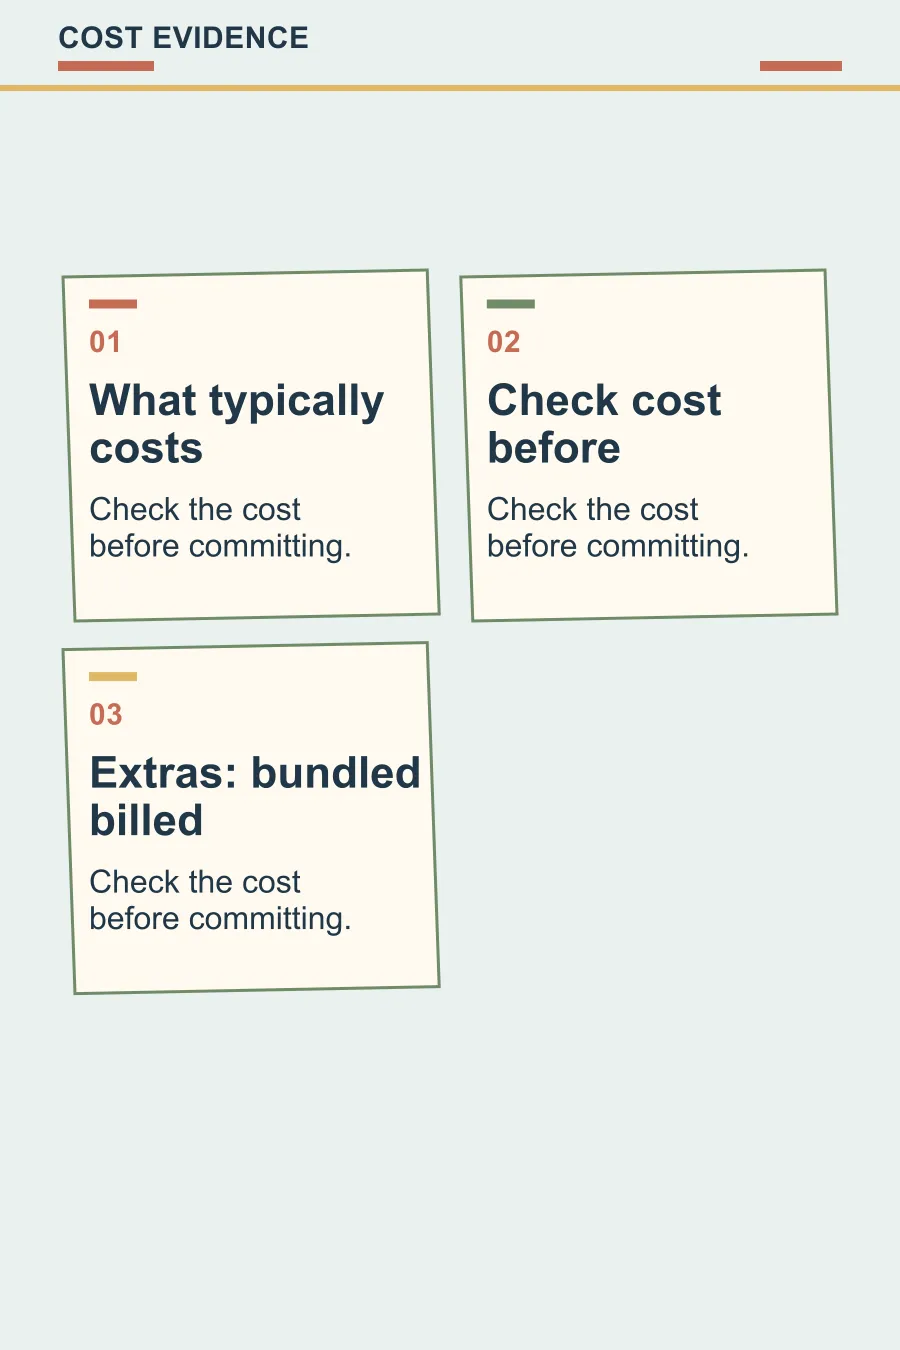 COST EVIDENCE
01
What typically
costs
Check the cost
before committing.
02
Check cost
before
Check the cost
before committing.
03
Extras: bundled
billed
Check the cost
before committing.